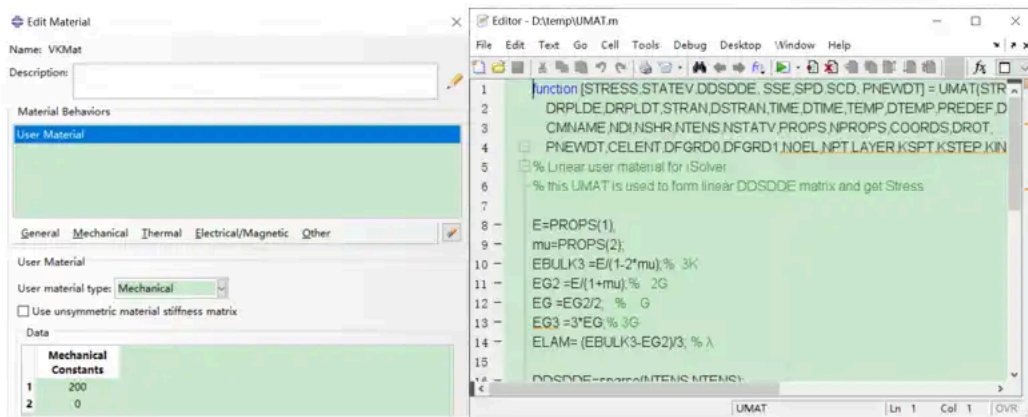 Edit Material
Name: VKMat
Description:
Material Behaviors
User Material
General Mechanical Thermal Electrical/Magnetic Other
User Material
User material type: Mechanical
Use unsymmetric material stiffness matrix
Data
Mechanical
Constants
1 200
2 0
Editor - D:\temp\UMAT.m
File Edit Text Go Cell Tools Debug Desktop Window Help
1 function [STRESS,STATEV,DDSDDE, SSE,SPD,SCD, PNEWDT] = UMAT(STR
2 DRPLDE,DRPLDT,STRAN,DSTRAN,TIME,DTIME,TEMP,DTEMP,PREDEF,D
3 CMNAME,NDI,NSHR,NTENS,NSTATV,PROPS,NPROPS,COORDS,DROT,
4 PNEWDT,CELENT,DFGRD0,DFGRD1,NOEL,NPT,LAYER,KSPT,KSTEP,KIN
5 % Linear user material for iSolver
6 % this UMAT is used to form linear DDSDDE matrix and get Stress
7
8 E=PROPS(1);
9 mu=PROPS(2);
10 EBULK3 =E/(1-2*mu);% 3K
11 EG2 =E/(1+mu);% 2G
12 EG =EG2/2; % G
13 EG3 =3*EG;% 3G
14 ELAM= (EBULK3-EG2)/3; % λ
15
16 DDSDDE=sparse(NTENS,NTENS);
UMAT Ln 1 Col 1 OVR